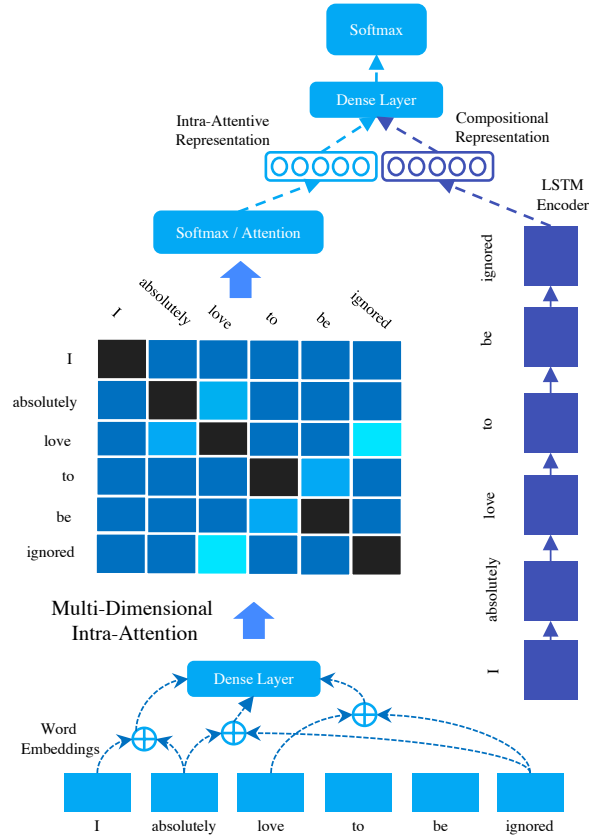 Softmax
Dense Layer
Intra-Attentive
Representation
Compositional
Representation
LSTM
Encoder
Softmax / Attention
I
absolutely
love
to
be
ignored
I
absolutely
love
to
be
ignored
ignored
be
to
love
absolutely
I
Multi-Dimensional
Intra-Attention
Dense Layer
Word
Embeddings
I absolutely love to be ignored